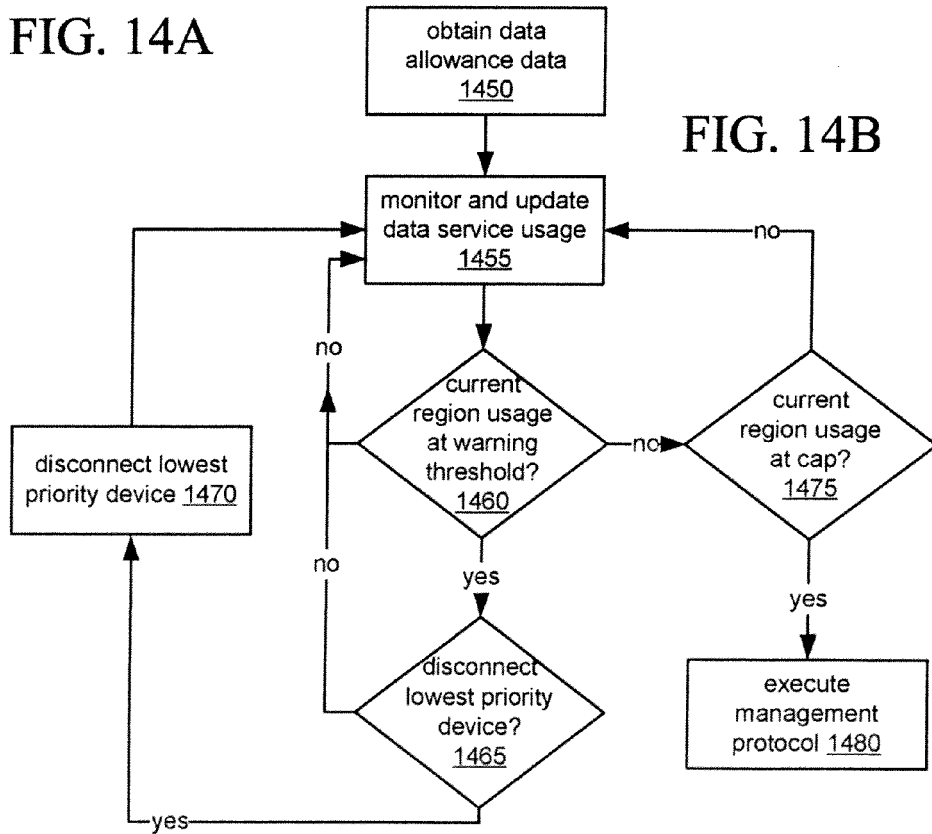 FIG. 14A
obtain data
allowance data
1450
FIG. 14B
monitor and update
data service usage
1455
no
no
current
region usage
at warning
threshold?
1460
no
current
region usage
at cap?
1475
disconnect lowest
priority device 1470
no
yes
yes
disconnect
lowest priority
device?
1465
execute
management
protocol 1480
yes